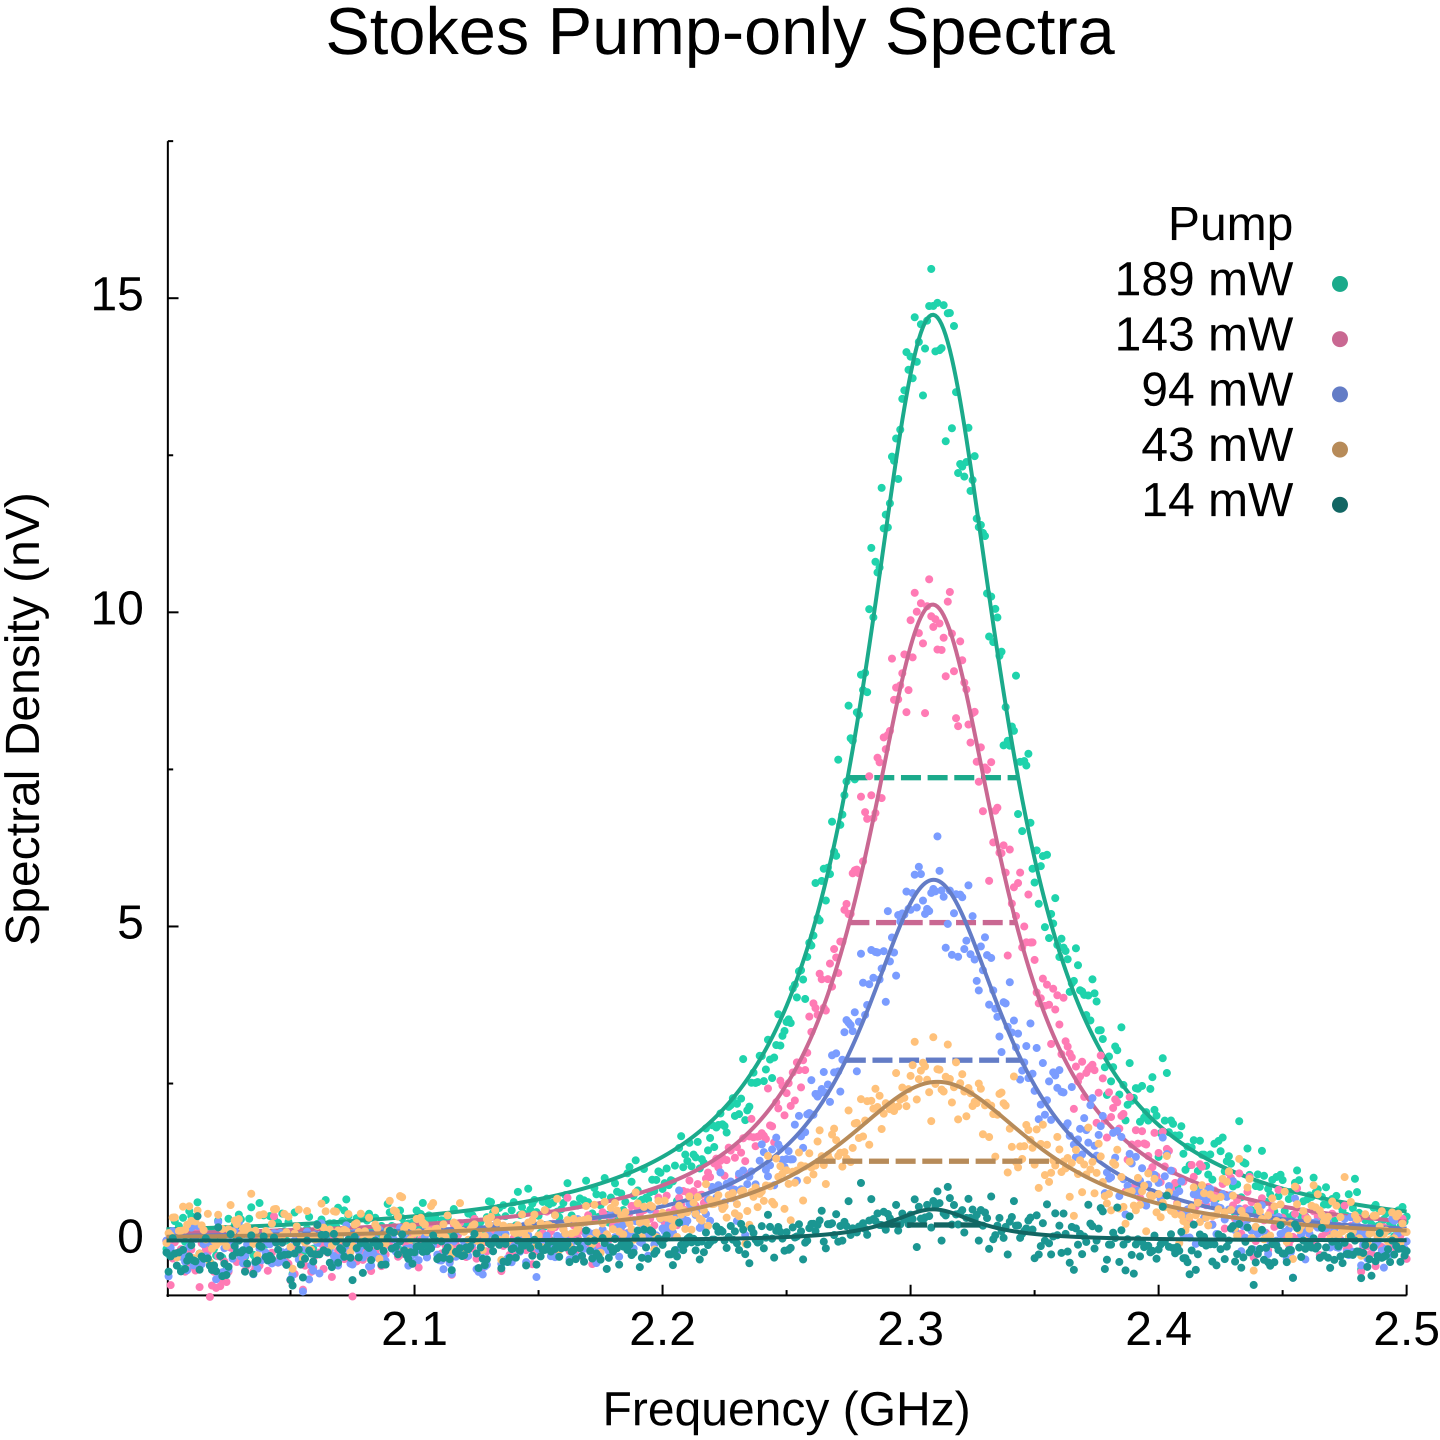 Stokes Pump-only Spectra
Pump
189 mW
143 mW
94 mW
43 mW
14 mW
15
10
5
0
Spectral Density (nV)
2.1
2.2
2.3
2.4
2.5
Frequency (GHz)